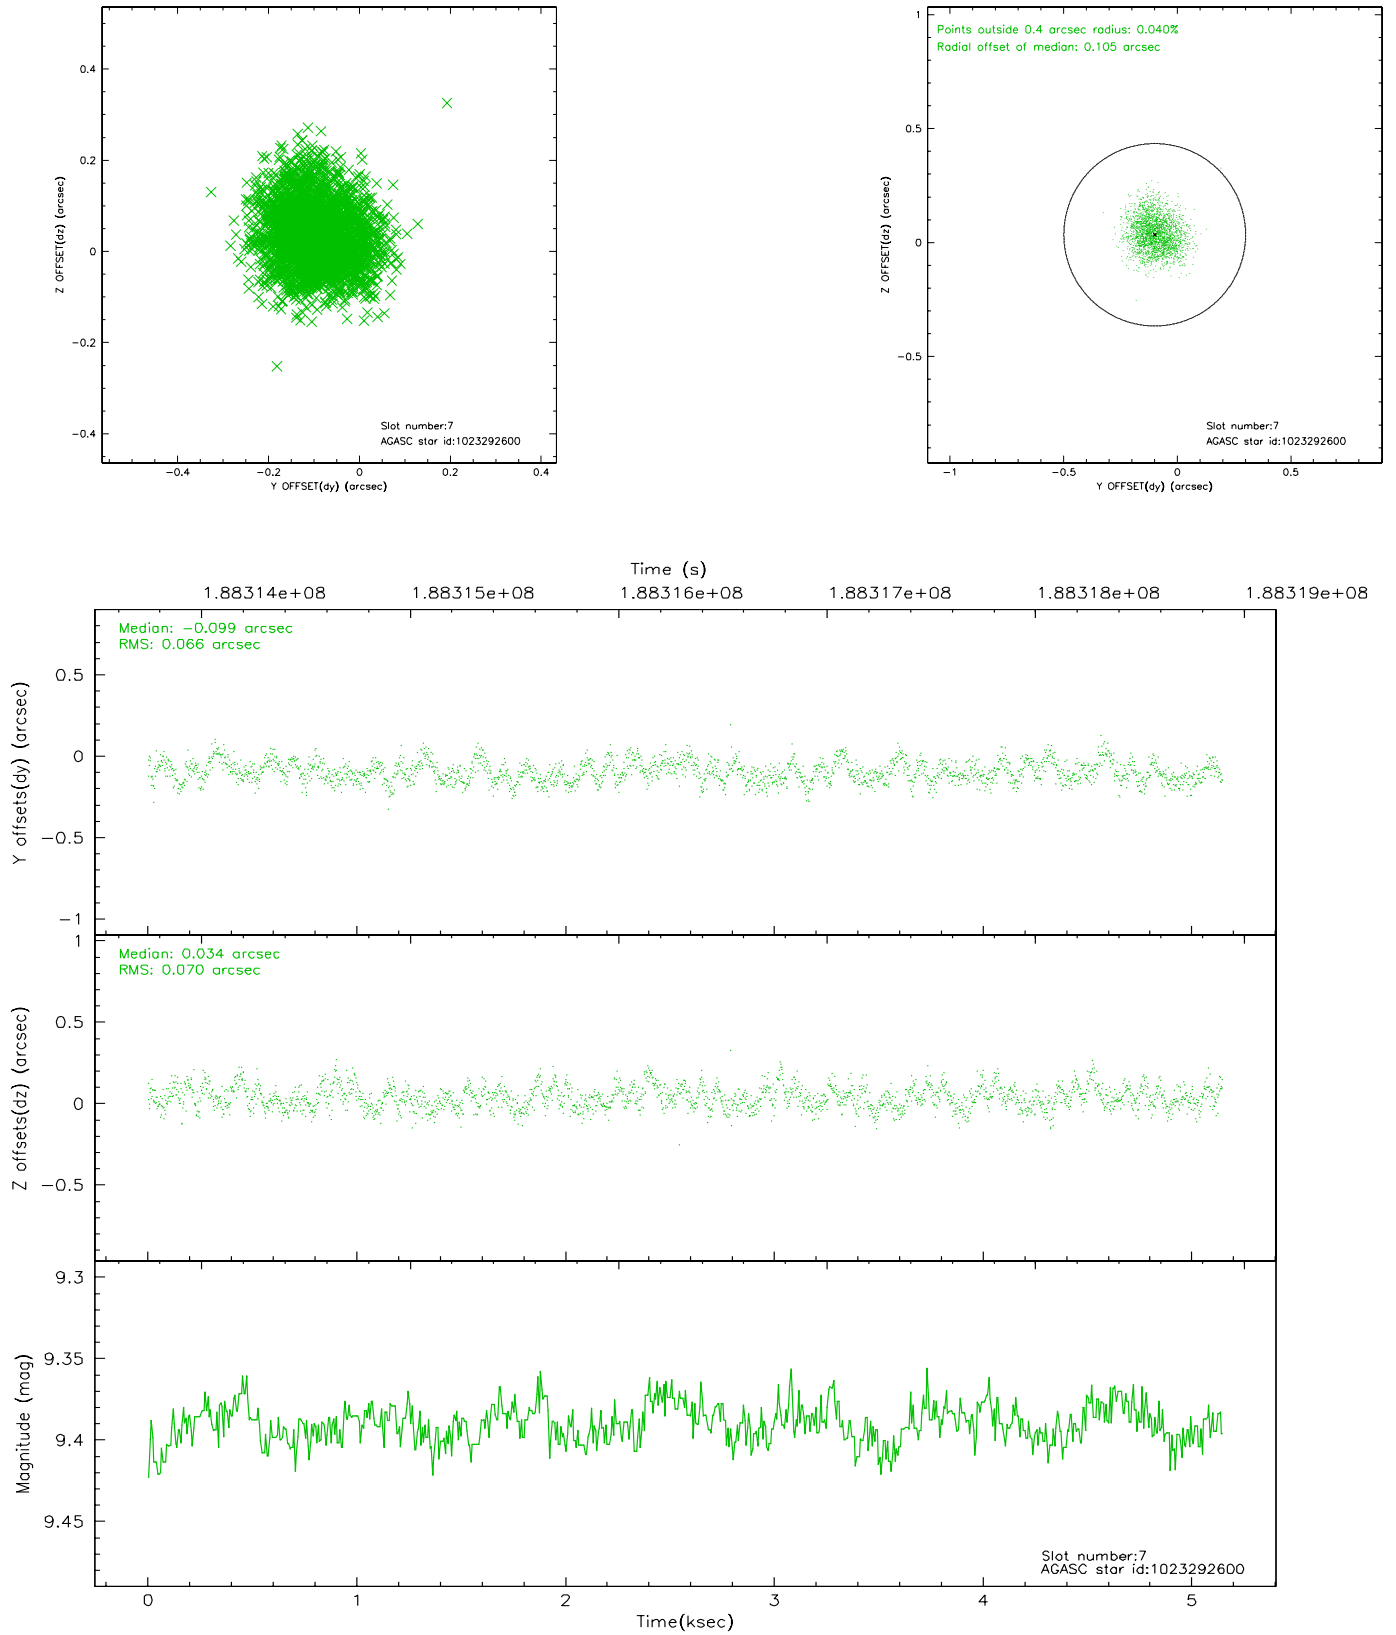 0.4
0.2
0
−0.2
−0.4
Z OFFSET(dz) (arcsec)
−0.4 −0.2 0 0.2 0.4
Y OFFSET(dy) (arcsec)
Slot number:7
AGASC star id:1023292600
Points outside 0.4 arcsec radius: 0.040%
Radial offset of median: 0.105 arcsec
1
0.5
0
−0.5
Z OFFSET(dz) (arcsec)
−1 −0.5 0 0.5
Y OFFSET(dy) (arcsec)
Slot number:7
AGASC star id:1023292600
Time (s)
1.88314e+08 1.88315e+08 1.88316e+08 1.88317e+08 1.88318e+08 1.88319e+08
Median: −0.099 arcsec
RMS: 0.066 arcsec
0.5
0
−0.5
−1
Y offsets(dy) (arcsec)
Median: 0.034 arcsec
RMS: 0.070 arcsec
1
0.5
0
−0.5
Z offsets(dz) (arcsec)
9.3
9.35
9.4
9.45
Magnitude (mag)
Slot number:7
AGASC star id:1023292600
0 1 2 3 4 5
Time(ksec)